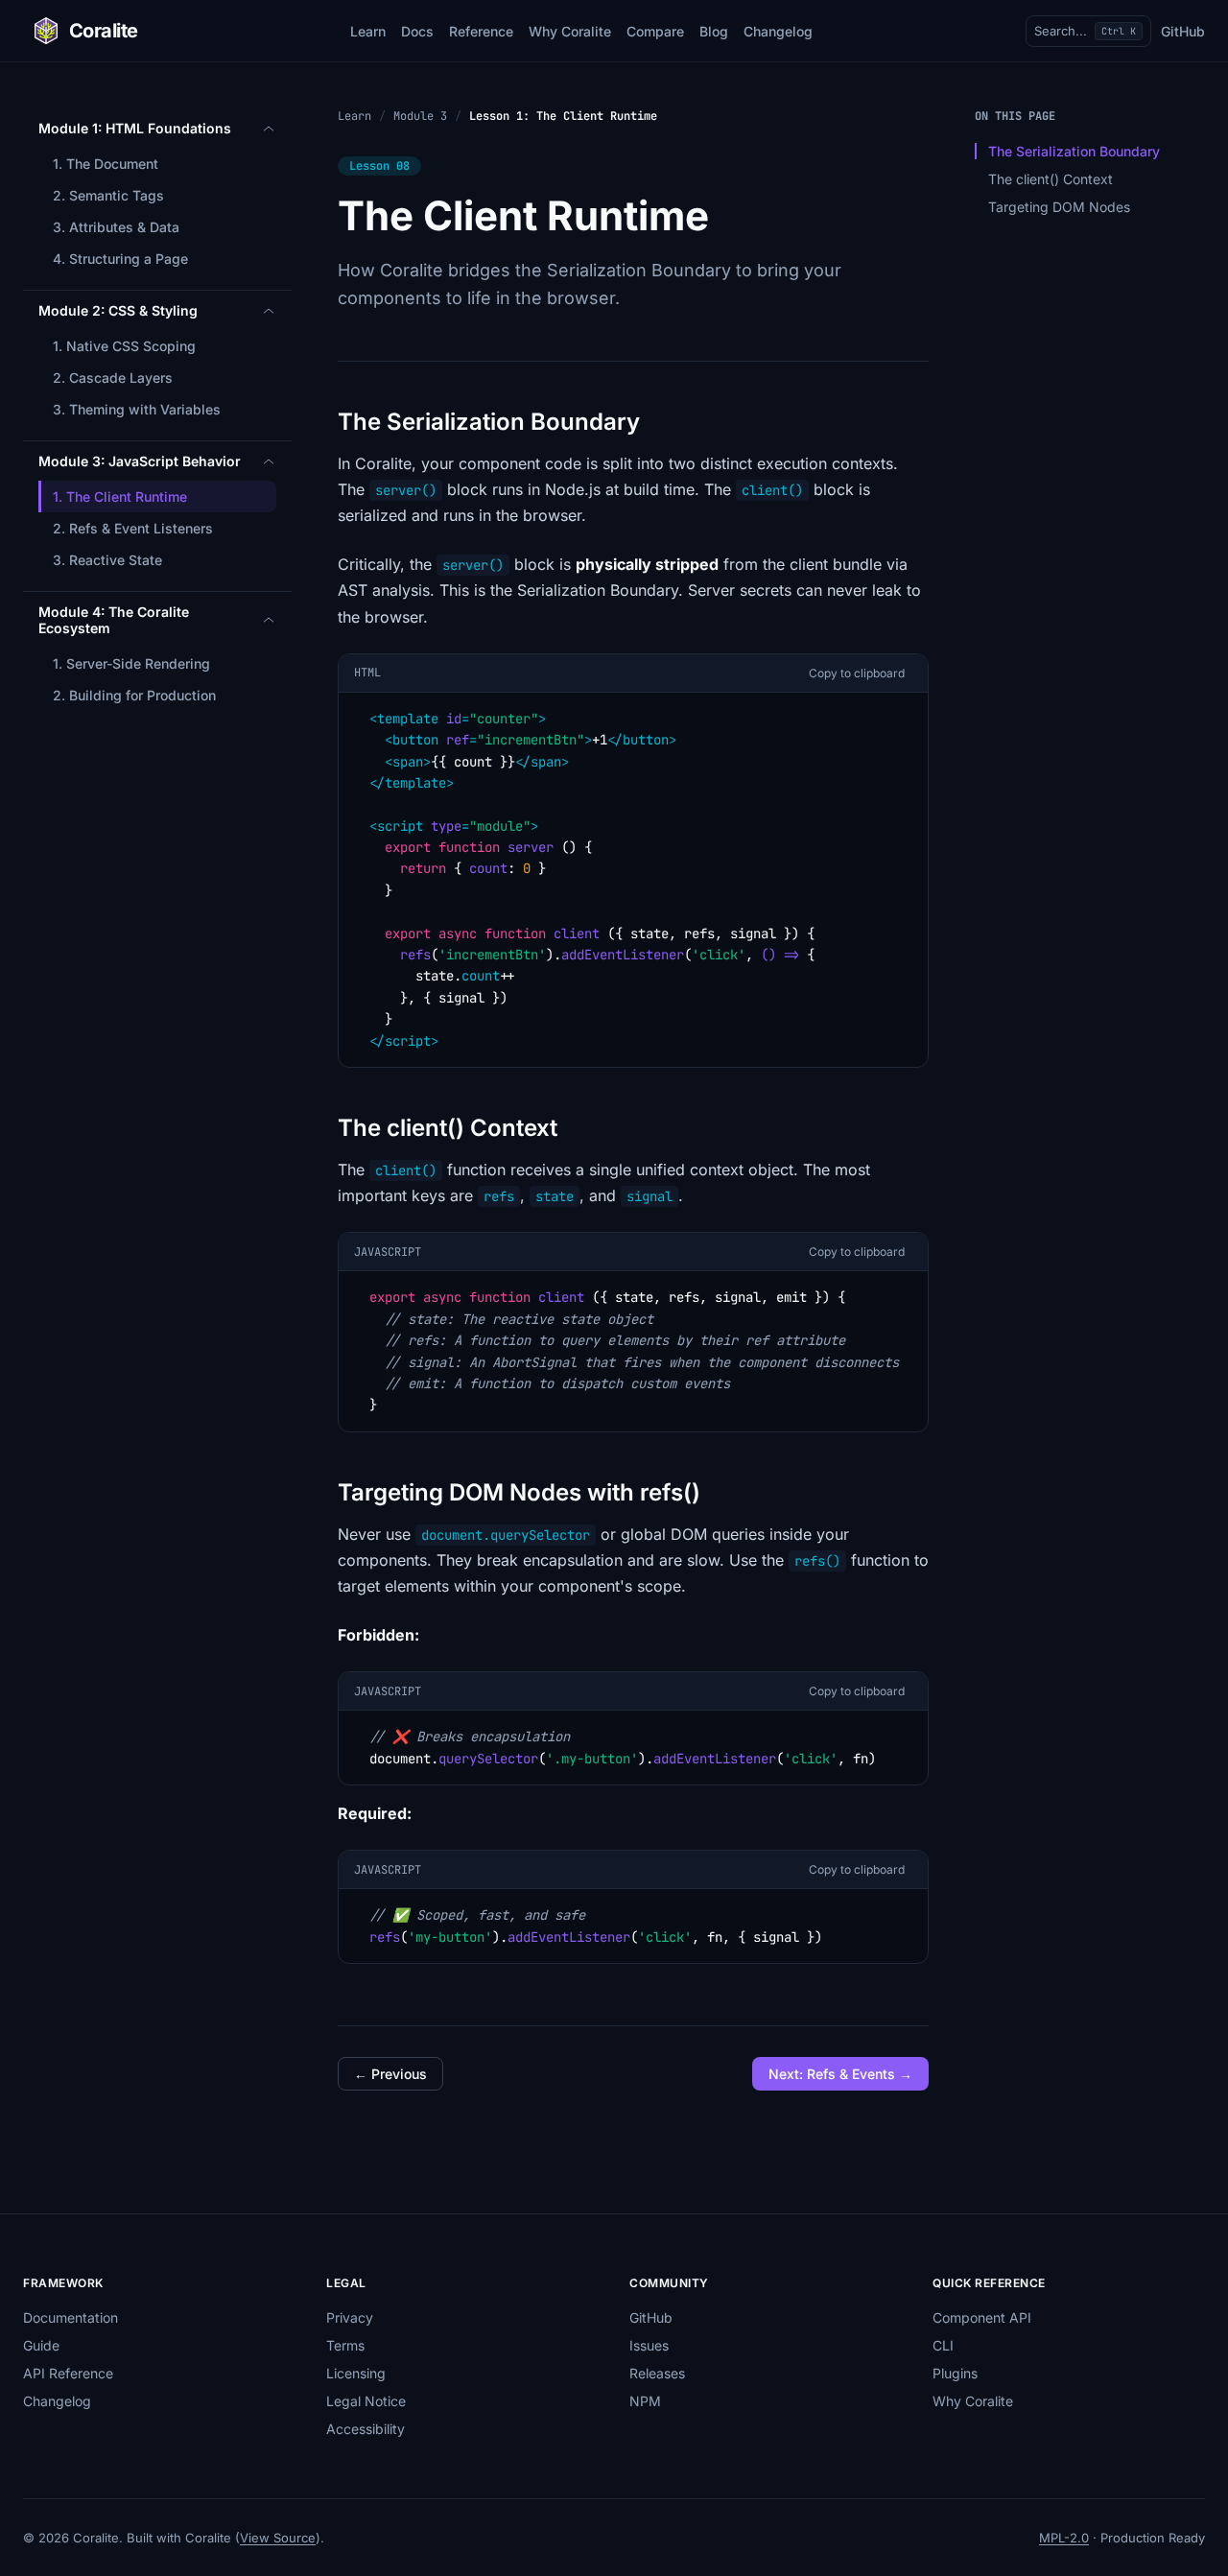 Coralite
Learn Docs Reference Why Coralite Compare Blog Changelog
Search... Ctrl K GitHub
Module 1: HTML Foundations
1. The Document
2. Semantic Tags
3. Attributes & Data
4. Structuring a Page
Module 2: CSS & Styling
1. Native CSS Scoping
2. Cascade Layers
3. Theming with Variables
Module 3: JavaScript Behavior
1. The Client Runtime
2. Refs & Event Listeners
3. Reactive State
Module 4: The Coralite
Ecosystem
1. Server-Side Rendering
2. Building for Production
Learn / Module 3 / Lesson 1: The Client Runtime
Lesson 08
The Client Runtime
How Coralite bridges the Serialization Boundary to bring your
components to life in the browser.
The Serialization Boundary
In Coralite, your component code is split into two distinct execution contexts.
The server() block runs in Node.js at build time. The client() block is
serialized and runs in the browser.
Critically, the server() block is physically stripped from the client bundle via
AST analysis. This is the Serialization Boundary. Server secrets can never leak to
the browser.
HTML Copy to clipboard
<template id="counter">
  <button ref="incrementBtn">+1</button>
  <span>{{ count }}</span>
</template>
<script type="module">
  export function server () {
    return { count: 0 }
  }
  export async function client ({ state, refs, signal }) {
    refs('incrementBtn').addEventListener('click', () => {
      state.count++
    }, { signal })
  }
</script>
The client() Context
The client() function receives a single unified context object. The most
important keys are refs, state, and signal.
JAVASCRIPT Copy to clipboard
export async function client ({ state, refs, signal, emit }) {
  // state: The reactive state object
  // refs: A function to query elements by their ref attribute
  // signal: An AbortSignal that fires when the component disconnects
  // emit: A function to dispatch custom events
}
Targeting DOM Nodes with refs()
Never use document.querySelector or global DOM queries inside your
components. They break encapsulation and are slow. Use the refs() function to
target elements within your component's scope.
Forbidden:
JAVASCRIPT Copy to clipboard
// ❌ Breaks encapsulation
document.querySelector('.my-button').addEventListener('click', fn)
Required:
JAVASCRIPT Copy to clipboard
// ✅ Scoped, fast, and safe
refs('my-button').addEventListener('click', fn, { signal })
← Previous
Next: Refs & Events →
ON THIS PAGE
The Serialization Boundary
The client() Context
Targeting DOM Nodes
FRAMEWORK
Documentation
Guide
API Reference
Changelog
LEGAL
Privacy
Terms
Licensing
Legal Notice
Accessibility
COMMUNITY
GitHub
Issues
Releases
NPM
QUICK REFERENCE
Component API
CLI
Plugins
Why Coralite
© 2026 Coralite. Built with Coralite (View Source).
MPL-2.0 · Production Ready